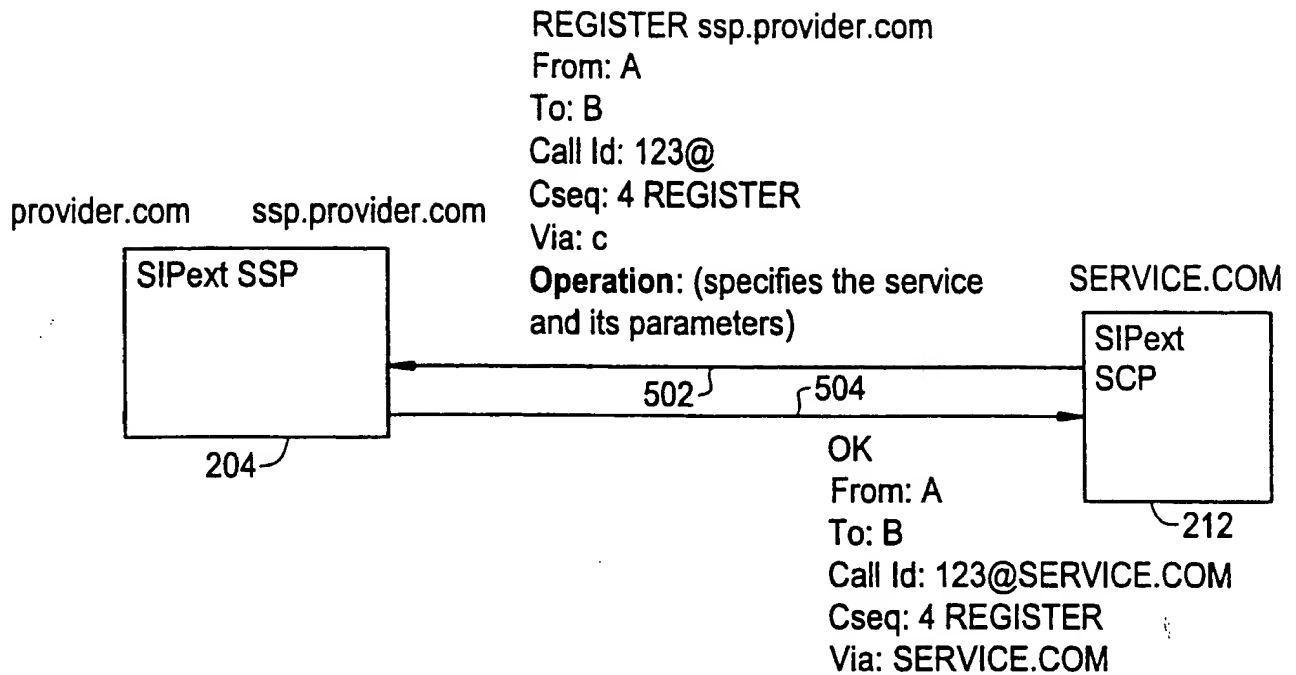 REGISTER ssp.provider.com
From: A
To: B
Call Id: 123@
Cseq: 4 REGISTER
Via: c
Operation: (specifies the service
and its parameters)
provider.com ssp.provider.com
SIPext SSP
204
SERVICE.COM
SIPext
SCP
212
502
504
OK
From: A
To: B
Call Id: 123@SERVICE.COM
Cseq: 4 REGISTER
Via: SERVICE.COM